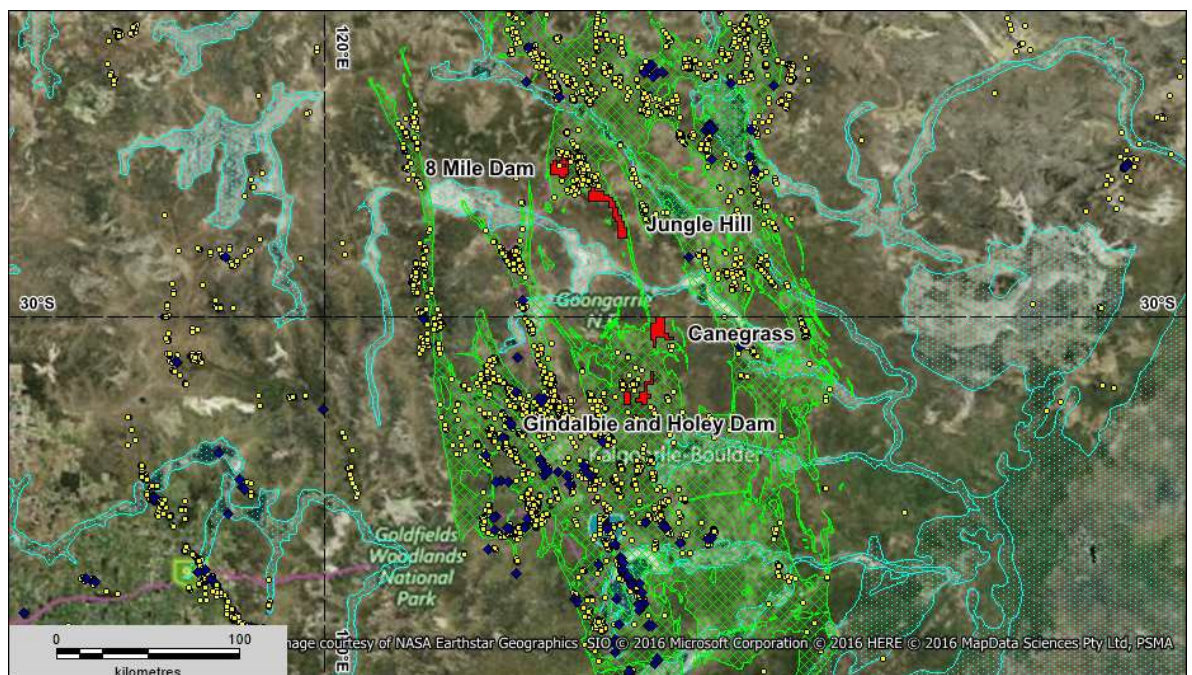 120°E
8 Mile Dam
Jungle Hill
30°S
30°S
Goongarrie
N.P
Canegrass
Gindalbie and Holey Dam
Kalgoorlie-Boulder
Goldfields
Woodlands
National
Park
0 100
kilometres
120°E
mage courtesy of NASA Earthstar Geographics SIO © 2016 Microsoft Corporation © 2016 HERE © 2016 MapData Sciences Pty Ltd, PSMA